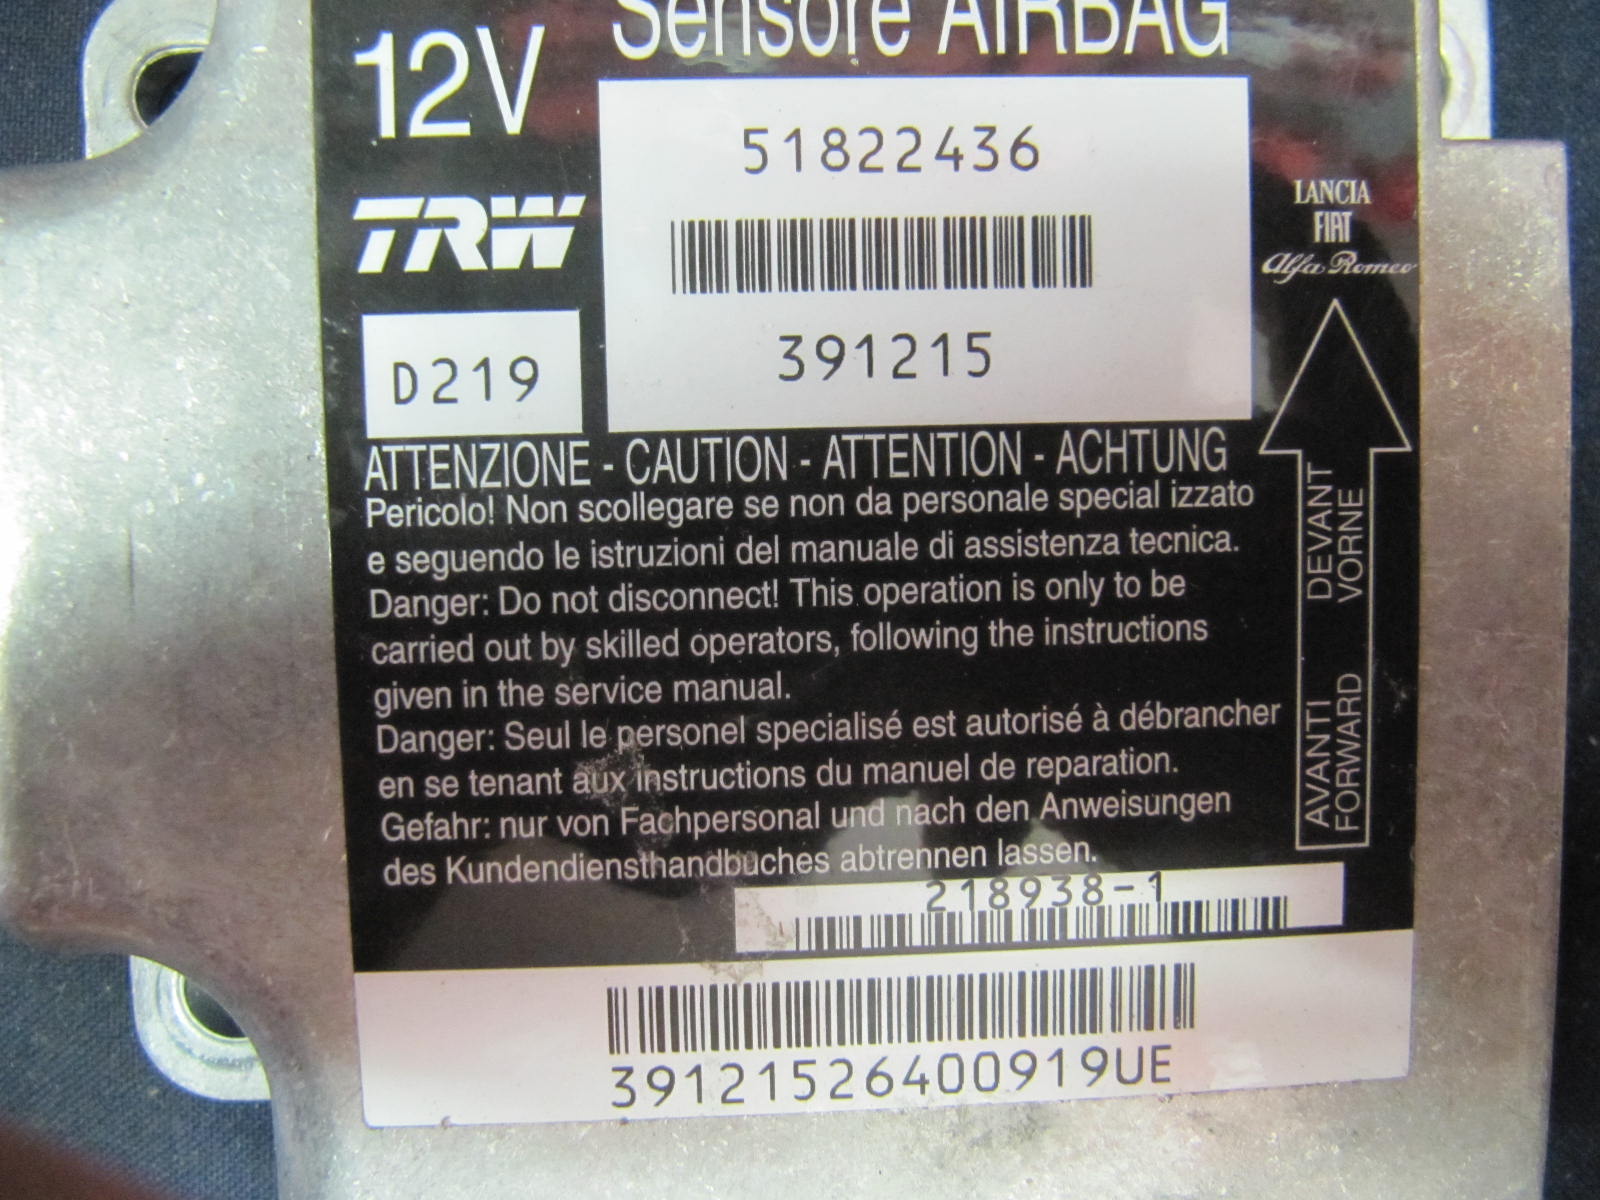 Sensore AIRBAG
12V
51822436
TRW
LANCIA
FIAT
Alfa Romeo
D219
391215
ATTENZIONE - CAUTION - ATTENTION - ACHTUNG
Pericolo! Non scollegare se non da personale special izzato
e seguendo le istruzioni del manuale di assistenza tecnica.
Danger: Do not disconnect! This operation is only to be
carried out by skilled operators, following the instructions
given in the service manual.
Danger: Seul le personel specialisé est autorisé à débrancher
en se tenant aux instructions du manuel de reparation.
Gefahr: nur von Fachpersonal und nach den Anweisungen
des Kundendiensthandbuches abtrennen lassen.
AVANTI DEVANT
FORWARD VORNE
218938-1
39121526400919UE